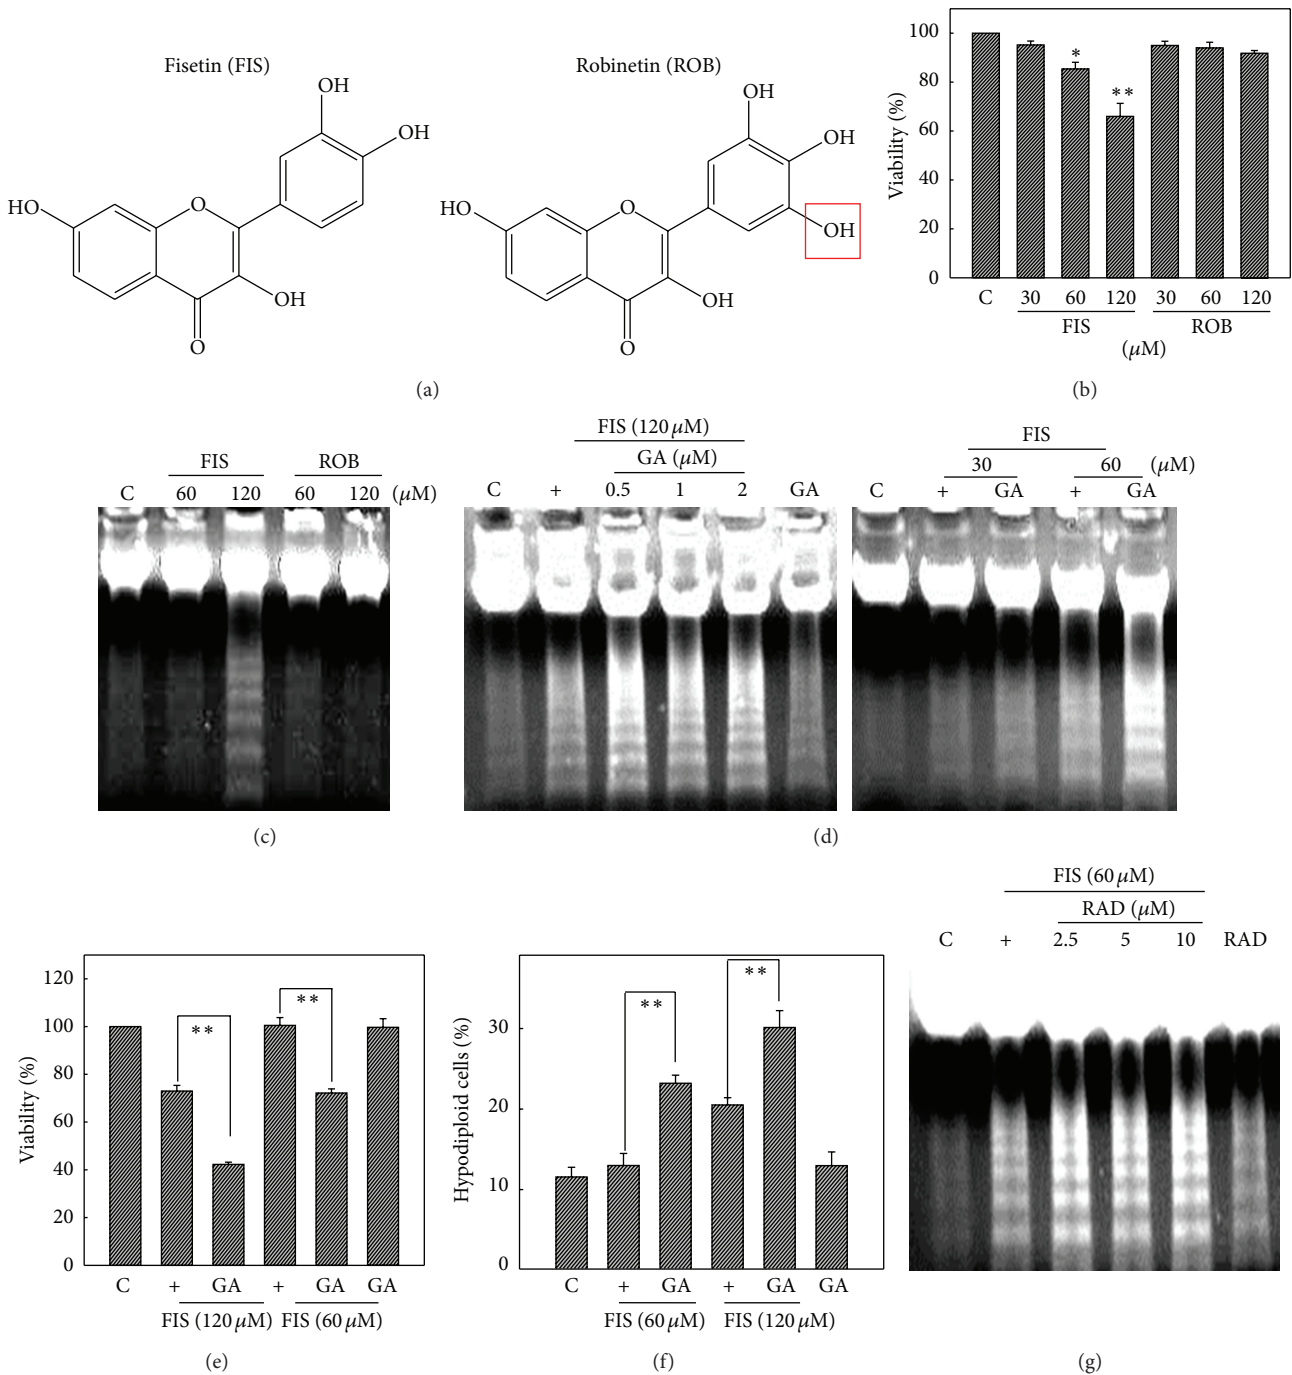 Fisetin (FIS)
OH
OH
HO
O
OH
O
Robinetin (ROB)
OH
OH
HO
O
OH
OH
O
(a)
Viability (%)
100
80
60
40
20
0
*
**
C 30 60 120 30 60 120
FIS ROB
(μM)
(b)
FIS ROB
C 60 120 60 120 (μM)
(c)
FIS (120 μM)
GA (μM)
C + 0.5 1 2 GA
FIS
30 60 (μM)
C + GA + GA
(d)
Viability (%)
120
100
80
60
40
20
0
**
**
C + GA + GA GA
FIS (120 μM) FIS (60 μM)
(e)
Hypodiploid cells (%)
30
20
10
0
**
**
C + GA + GA GA
FIS (60 μM) FIS (120 μM)
(f)
FIS (60 μM)
RAD (μM)
C + 2.5 5 10 RAD
(g)